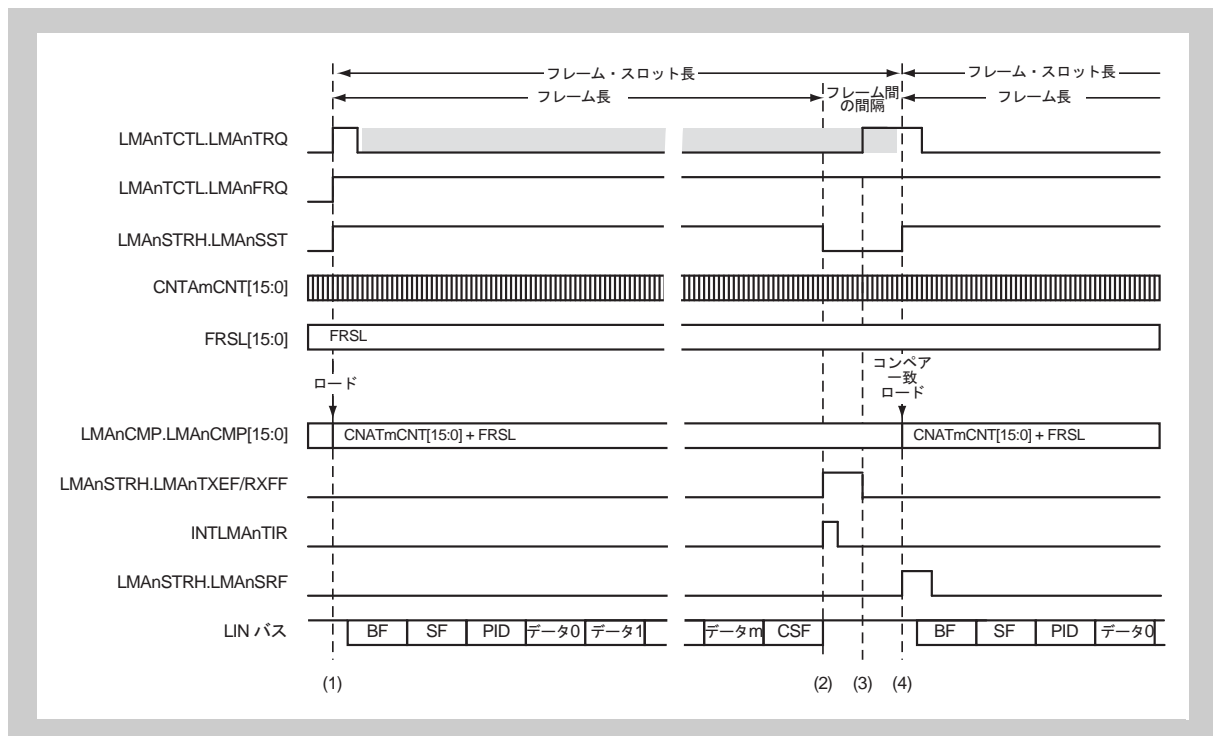 フレーム・スロット長
フレーム・スロット長
フレーム長
フレーム間
の間隔
フレーム長
LMAnTCTL.LMAnTRQ
LMAnTCTL.LMAnFRQ
LMAnSTRH.LMAnSST
CNTAmCNT[15:0]
FRSL[15:0]
FRSL
ロード
コンペア
一致
ロード
LMAnCMP.LMAnCMP[15:0]
CNATmCNT[15:0] + FRSL
CNATmCNT[15:0] + FRSL
LMAnSTRH.LMAnTXEF/RXFF
INTLMAnTIR
LMAnSTRH.LMAnSRF
LIN バス
BF
SF
PID
データ0
データ1
データm
CSF
BF
SF
PID
データ0
(1)
(2)
(3)
(4)